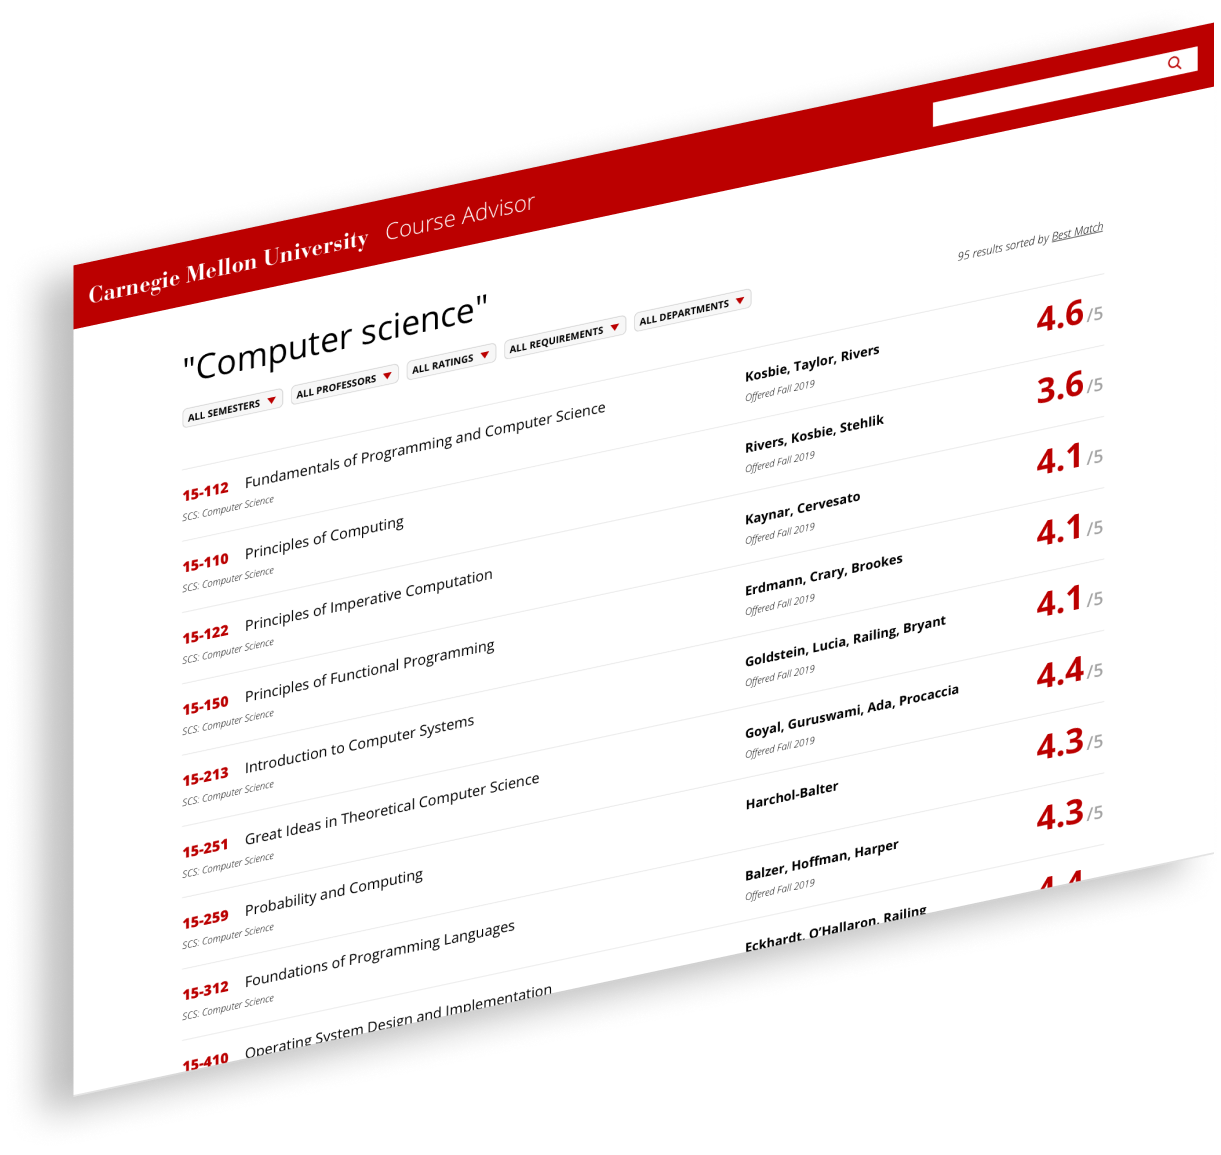 Carnegie Mellon University Course Advisor
95 results sorted by Best Match
"Computer science"
ALL SEMESTERS ALL PROFESSORS ALL RATINGS ALL REQUIREMENTS ALL DEPARTMENTS
15-112 Fundamentals of Programming and Computer Science Kosbie, Taylor, Rivers 4.6/5
SCS: Computer Science Offered Fall 2019
15-110 Principles of Computing Rivers, Kosbie, Stehlik 3.6/5
SCS: Computer Science Offered Fall 2019
15-122 Principles of Imperative Computation Kaynar, Cervesato 4.1/5
SCS: Computer Science Offered Fall 2019
15-150 Principles of Functional Programming Erdmann, Crary, Brookes 4.1/5
SCS: Computer Science Offered Fall 2019
15-213 Introduction to Computer Systems Goldstein, Lucia, Railing, Bryant 4.1/5
SCS: Computer Science Offered Fall 2019
15-251 Great Ideas in Theoretical Computer Science Goyal, Guruswami, Ada, Procaccia 4.4/5
SCS: Computer Science Offered Fall 2019
15-259 Probability and Computing Harchol-Balter 4.3/5
SCS: Computer Science
15-312 Foundations of Programming Languages Balzer, Hoffman, Harper 4.3/5
SCS: Computer Science Offered Fall 2019
15-410 Operating System Design and Implementation Eckhardt, O'Hallaron, Railing 4.4